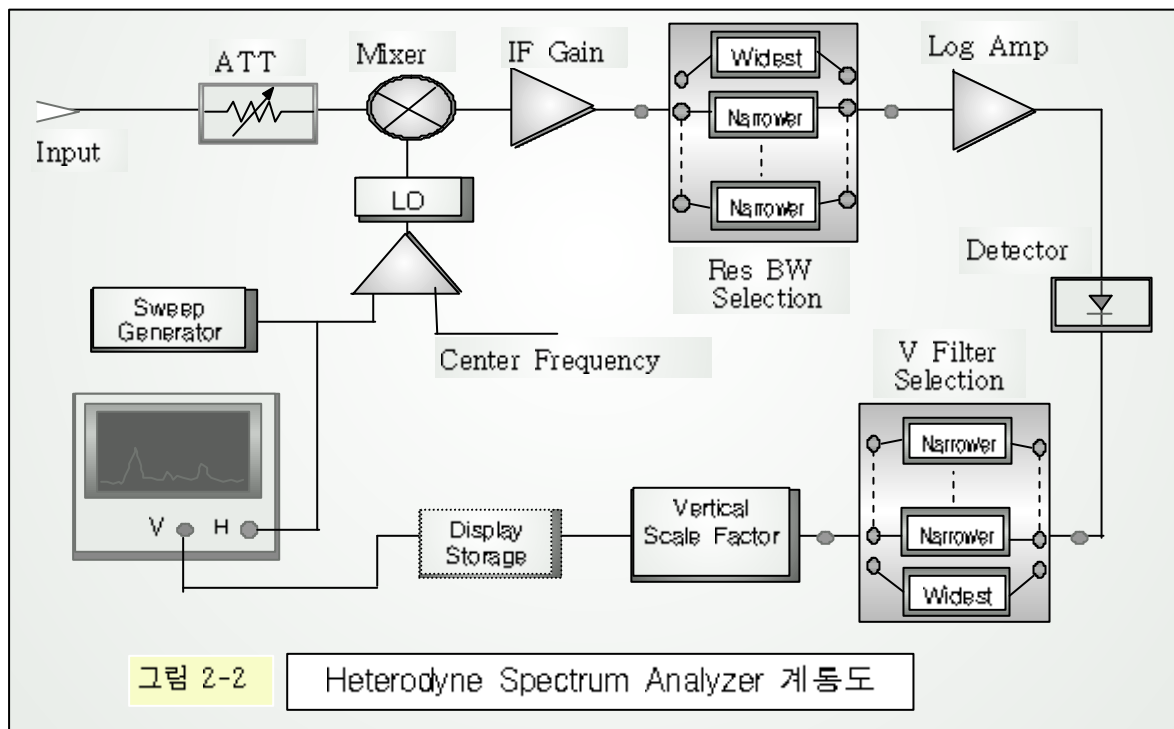 ATT
Mixer
IF Gain
Log Amp
Input
Widest
Narrower
Narrower
LO
Res BW
Selection
Detector
Sweep
Generator
Center Frequency
V Filter
Selection
Narrower
Narrower
Widest
V H
Display
Storage
Vertical
Scale Factor
그림 2-2
Heterodyne Spectrum Analyzer 계통도